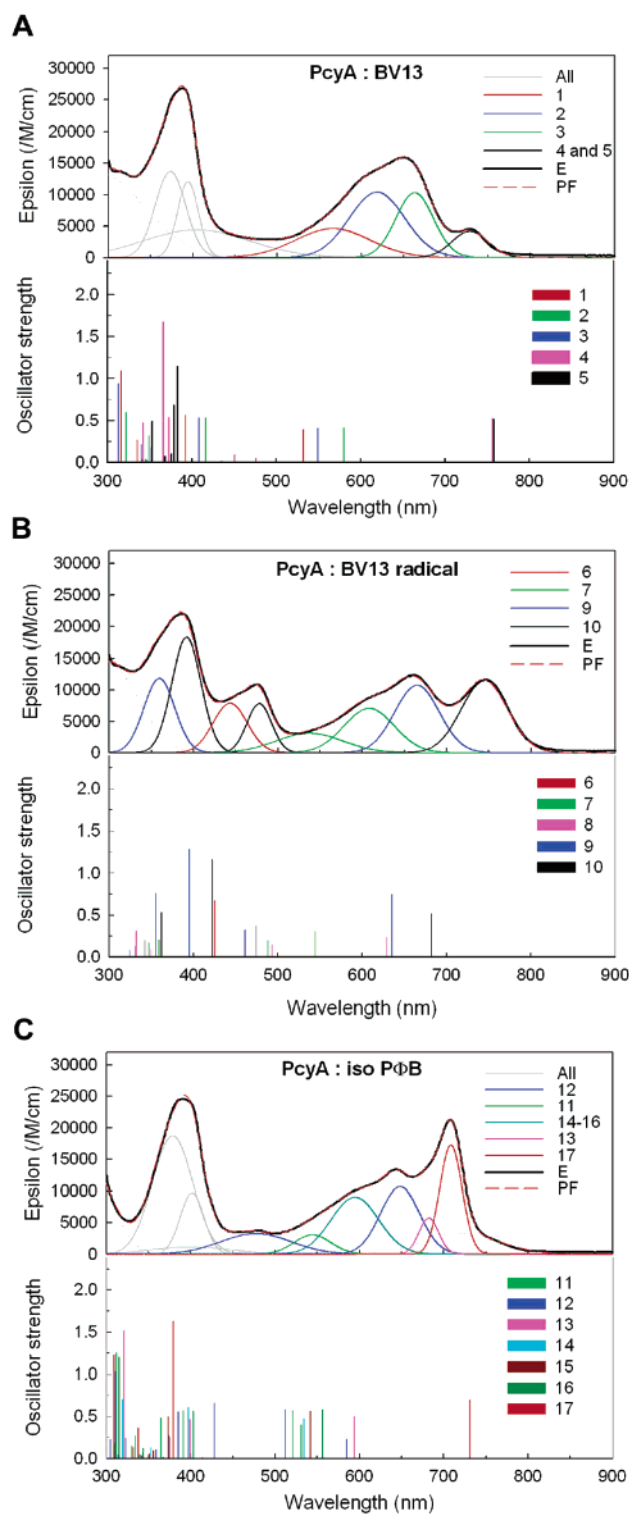 A
PcyA : BV13
Epsilon (/M/cm)
30000
25000
20000
15000
10000
5000
0
All
1
2
3
4 and 5
E
PF
Oscillator strength
2.0
1.5
1.0
0.5
0.0
1
2
3
4
5
300 400 500 600 700 800 900
Wavelength (nm)
B
PcyA : BV13 radical
Epsilon (/M/cm)
30000
25000
20000
15000
10000
5000
0
6
7
9
10
E
PF
Oscillator strength
2.0
1.5
1.0
0.5
0.0
6
7
8
9
10
300 400 500 600 700 800 900
Wavelength (nm)
C
PcyA : iso PΦB
Epsilon (/M/cm)
30000
25000
20000
15000
10000
5000
0
All
12
11
14-16
13
17
E
PF
Oscillator strength
2.0
1.5
1.0
0.5
0.0
11
12
13
14
15
16
17
300 400 500 600 700 800 900
Wavelength (nm)